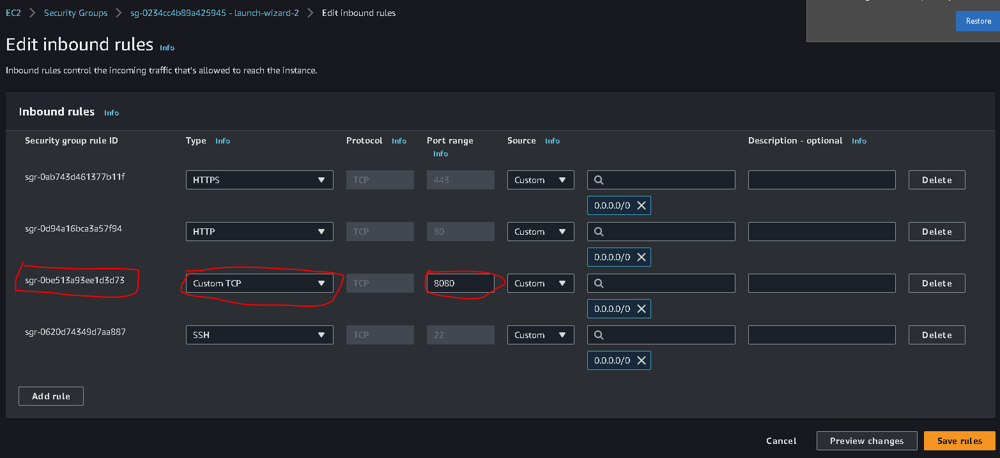 EC2 > Security Groups > sg-0234cc4b89a425945 - launch-wizard-2 > Edit inbound rules
Restore
Edit inbound rules Info
Inbound rules control the incoming traffic that's allowed to reach the instance.
Inbound rules Info
Security group rule ID Type Info Protocol Info Port range Info Source Info Description - optional Info
sgr-0ab743d461377b11f HTTPS TCP 443 Custom Delete
0.0.0.0/0
sgr-0d94a16bca3a57f94 HTTP TCP 80 Custom Delete
0.0.0.0/0
sgr-0be513a93ee1d3d73 Custom TCP TCP 8080 Custom Delete
0.0.0.0/0
sgr-0620d74349d7aa887 SSH TCP 22 Custom Delete
0.0.0.0/0
Add rule
Cancel Preview changes Save rules